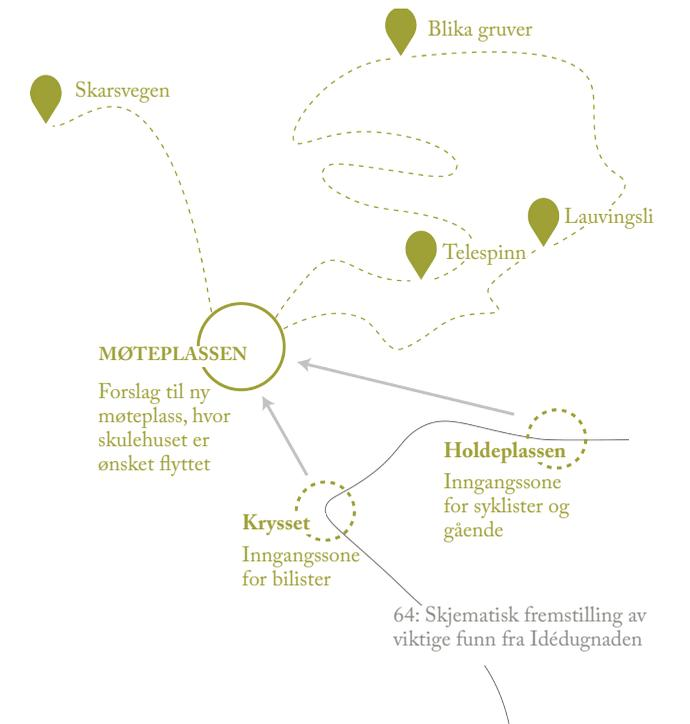 Blika gruver
Skarsvegen
Lauvingsli
Telespinn
MØTEPLASSEN
Forslag til ny
møteplass, hvor
skulehuset er
ønsket flyttet
Holdeplassen
Inngangssone
for syklister og
gående
Krysset
Inngangssone
for bilister
64: Skjematisk fremstilling av
viktige funn fra Idédugnaden